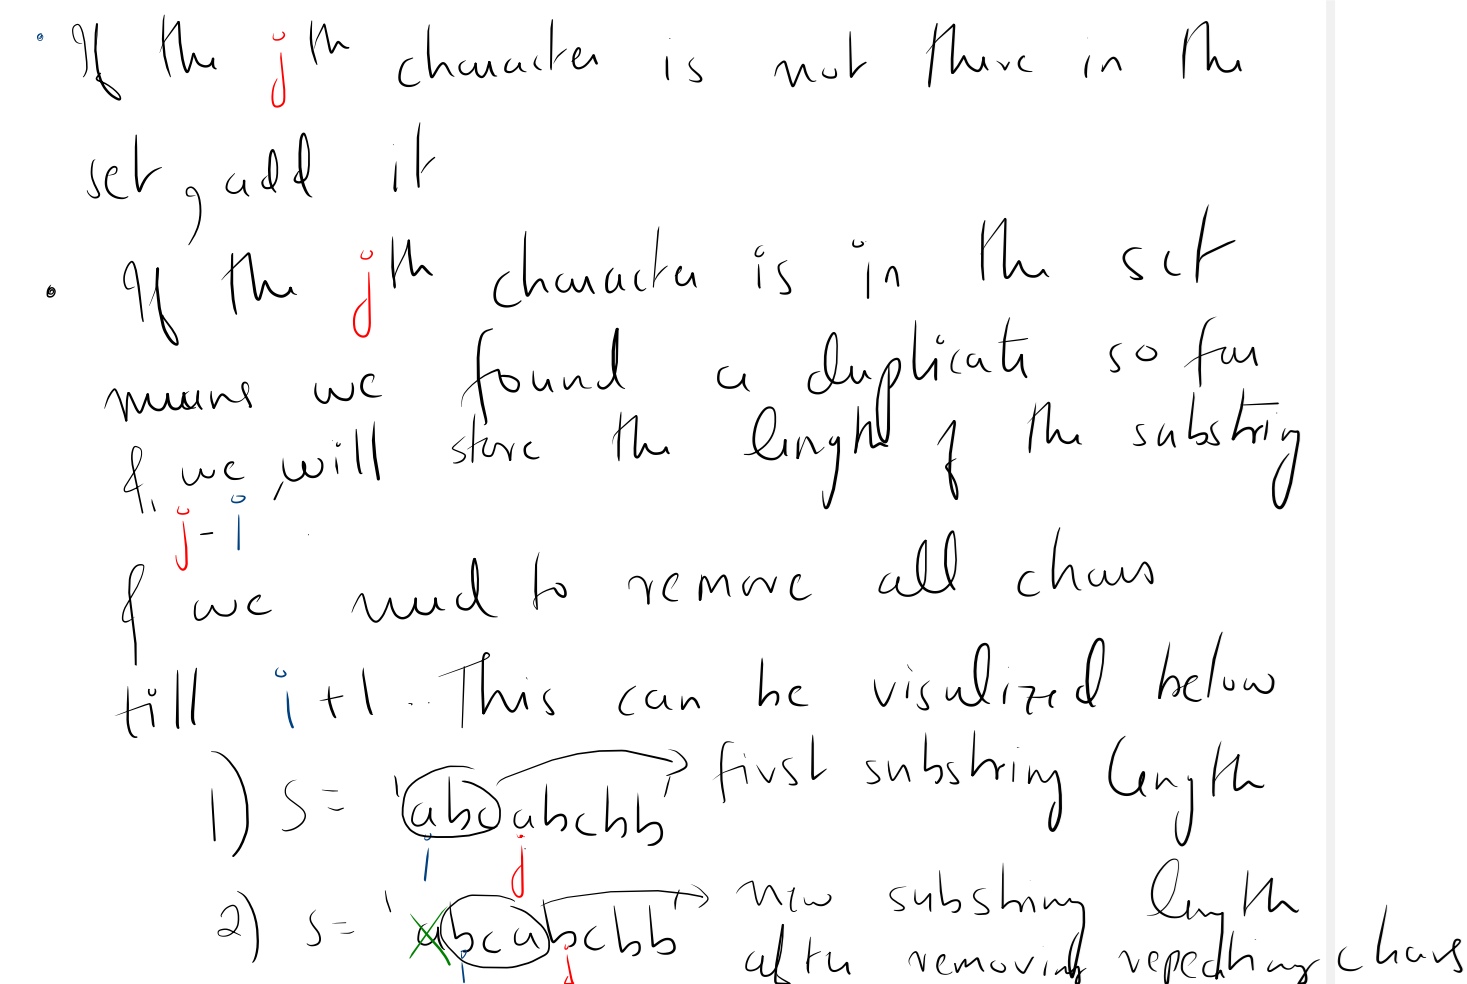 • If the jth character is not there in the
set, add it
• If the jth character is in the set
means we found a duplicate so far
& we will store the length of the substring
j - i
& we need to remove all chars
till i+1. This can be visulized below
1) S = 'abcabcbb' → first substring length
i j
2) S = 'abcabcbb' → new substring length
after removing repeating chars
i j